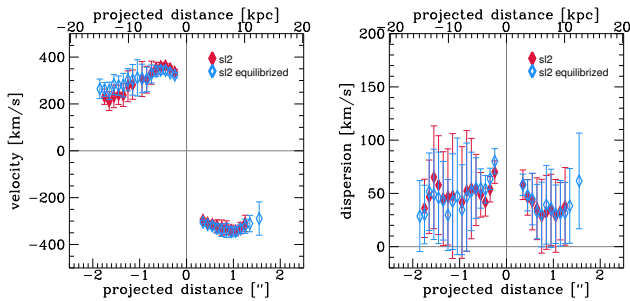 projected distance [kpc]
projected distance [kpc]
−20 −10 0 10 20
−20 −10 0 10 20
sl2
sl2 equilibrized
sl2
sl2 equilibrized
velocity [km/s]
400
200
0
−200
−400
dispersion [km/s]
200
150
100
50
0
−2 −1 0 1 2
−2 −1 0 1 2
projected distance ["]
projected distance ["]